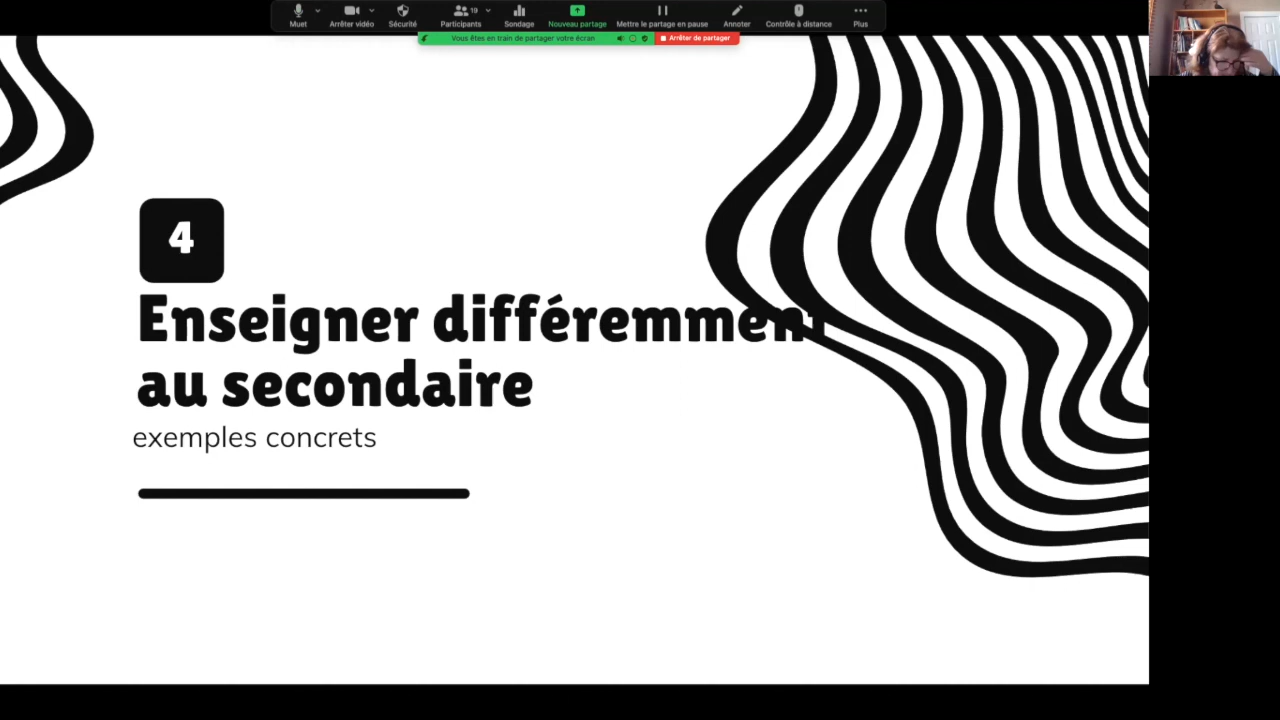 Muet
Arrêter vidéo
Sécurité
Participants
19
Sondage
Nouveau partage
Mettre le partage en pause
Annoter
Contrôle à distance
Plus
Vous êtes en train de partager votre écran
Arrêter de partager
4
Enseigner différemment
au secondaire
exemples concrets